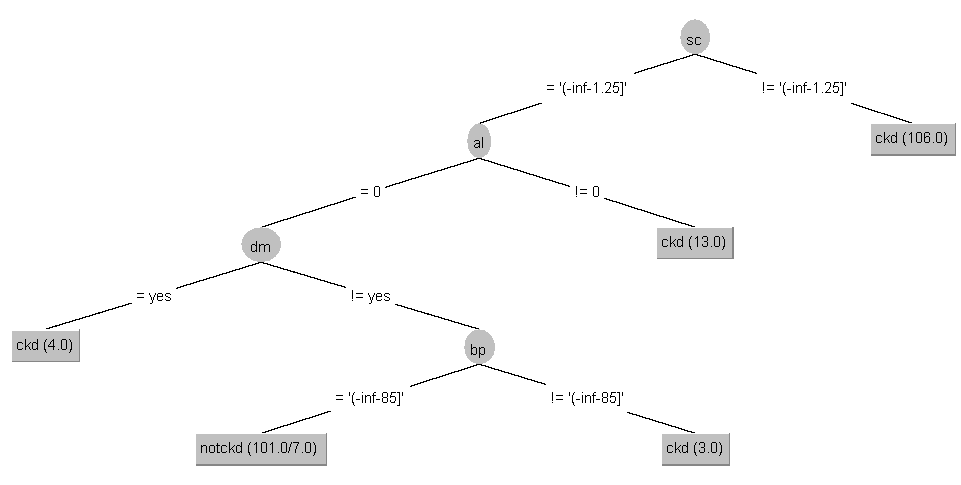 sc
= '(-inf-1.25]'
!= '(-inf-1.25]'
al
ckd (106.0)
= 0
!= 0
dm
ckd (13.0)
= yes
!= yes
ckd (4.0)
bp
= '(-inf-85]'
!= '(-inf-85]'
notckd (101.0/7.0)
ckd (3.0)